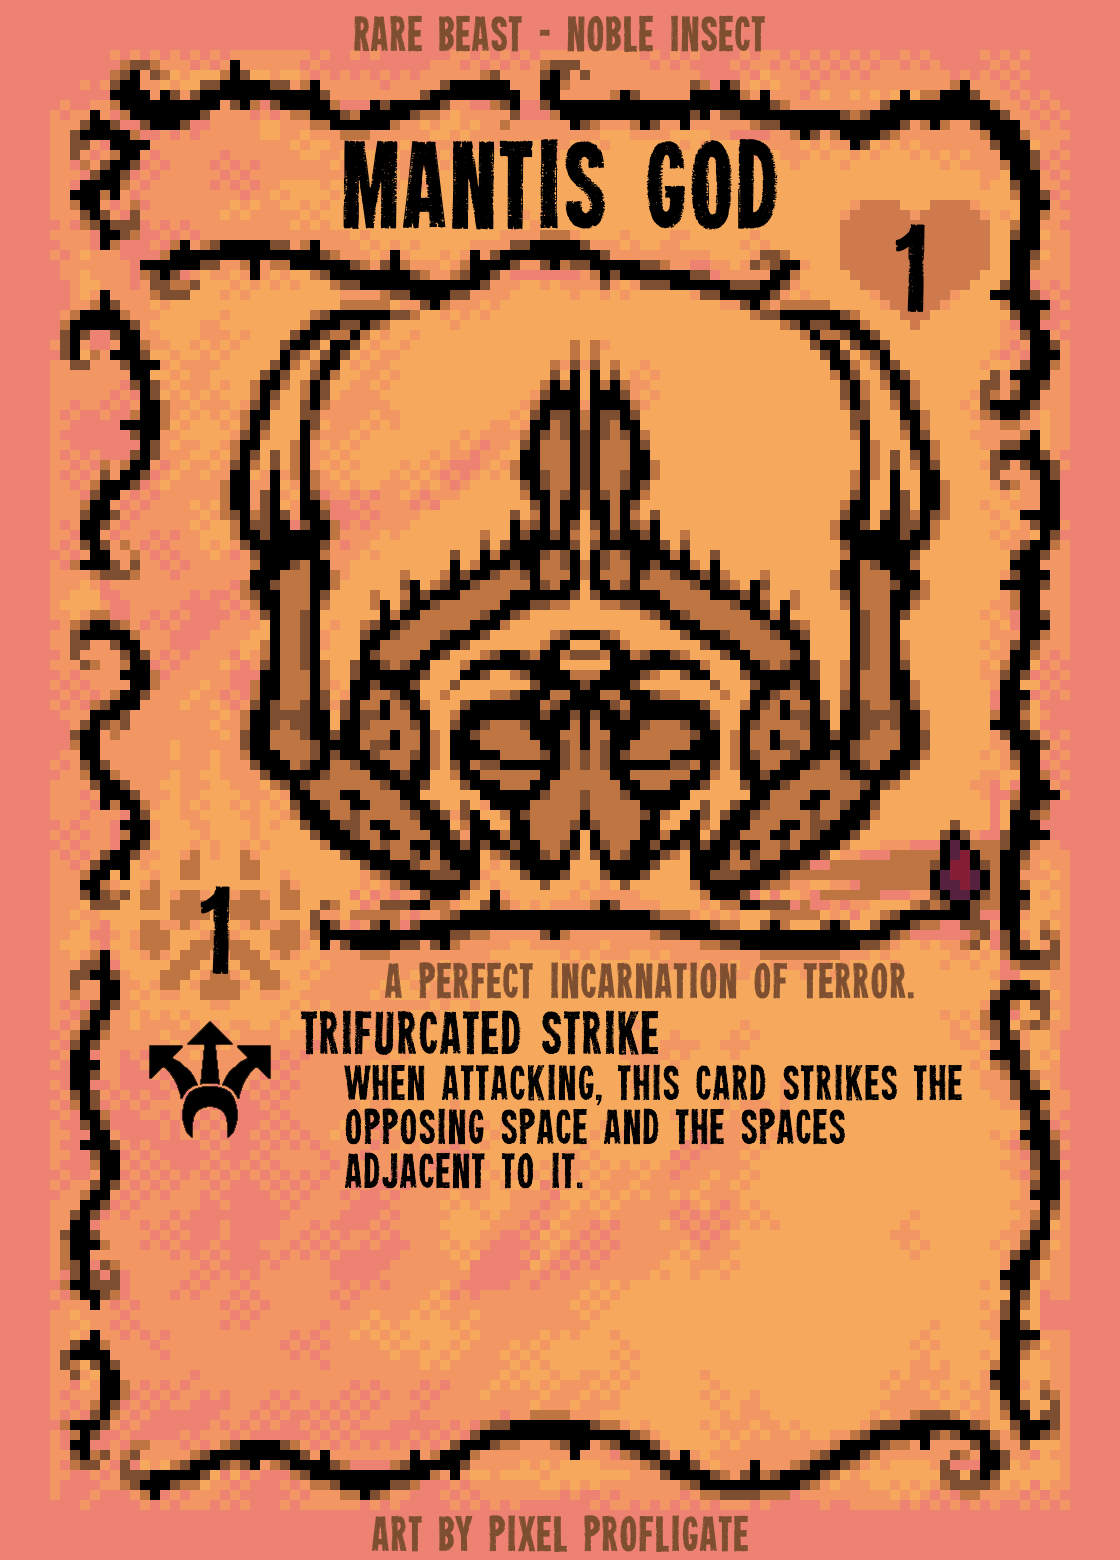 RARE BEAST - NOBLE INSECT
MANTIS GOD
1
1
A PERFECT INCARNATION OF TERROR.
TRIFURCATED STRIKE
WHEN ATTACKING, THIS CARD STRIKES THE
OPPOSING SPACE AND THE SPACES
ADJACENT TO IT.
ART BY PIXEL PROFLIGATE